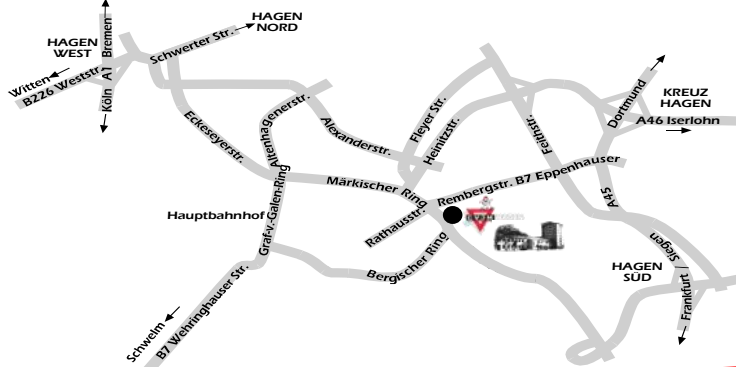 HAGEN
NORD
HAGEN
WEST
Bremen
A1
Köln
Witten
B226 Weststr.
Schwerter Str.
Eckeseyerstr.
Altenhagenerstr.
Alexanderstr.
Fleyer Str.
Heinitzstr.
Feithstr.
Dortmund
KREUZ
HAGEN
A46 Iserlohn
Märkischer Ring
Rembergstr. B7 Eppenhauser
A45
Hauptbahnhof
Graf-v.-Galen-Ring
Rathausstr.
Bergischer Ring
HAGEN
SÜD
Siegen
Frankfurt
Schwelm
B7 Wehringhauser Str.